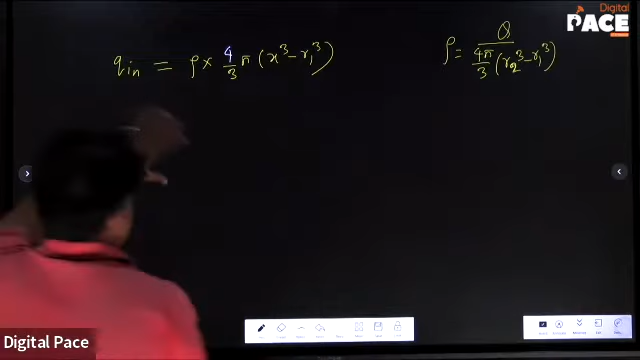 Digital
PACE
q_in = ρ × 4/3 π (x³ − r₁³)
ρ = Q / (4π/3 (r₂³ − r₁³))
Digital Pace